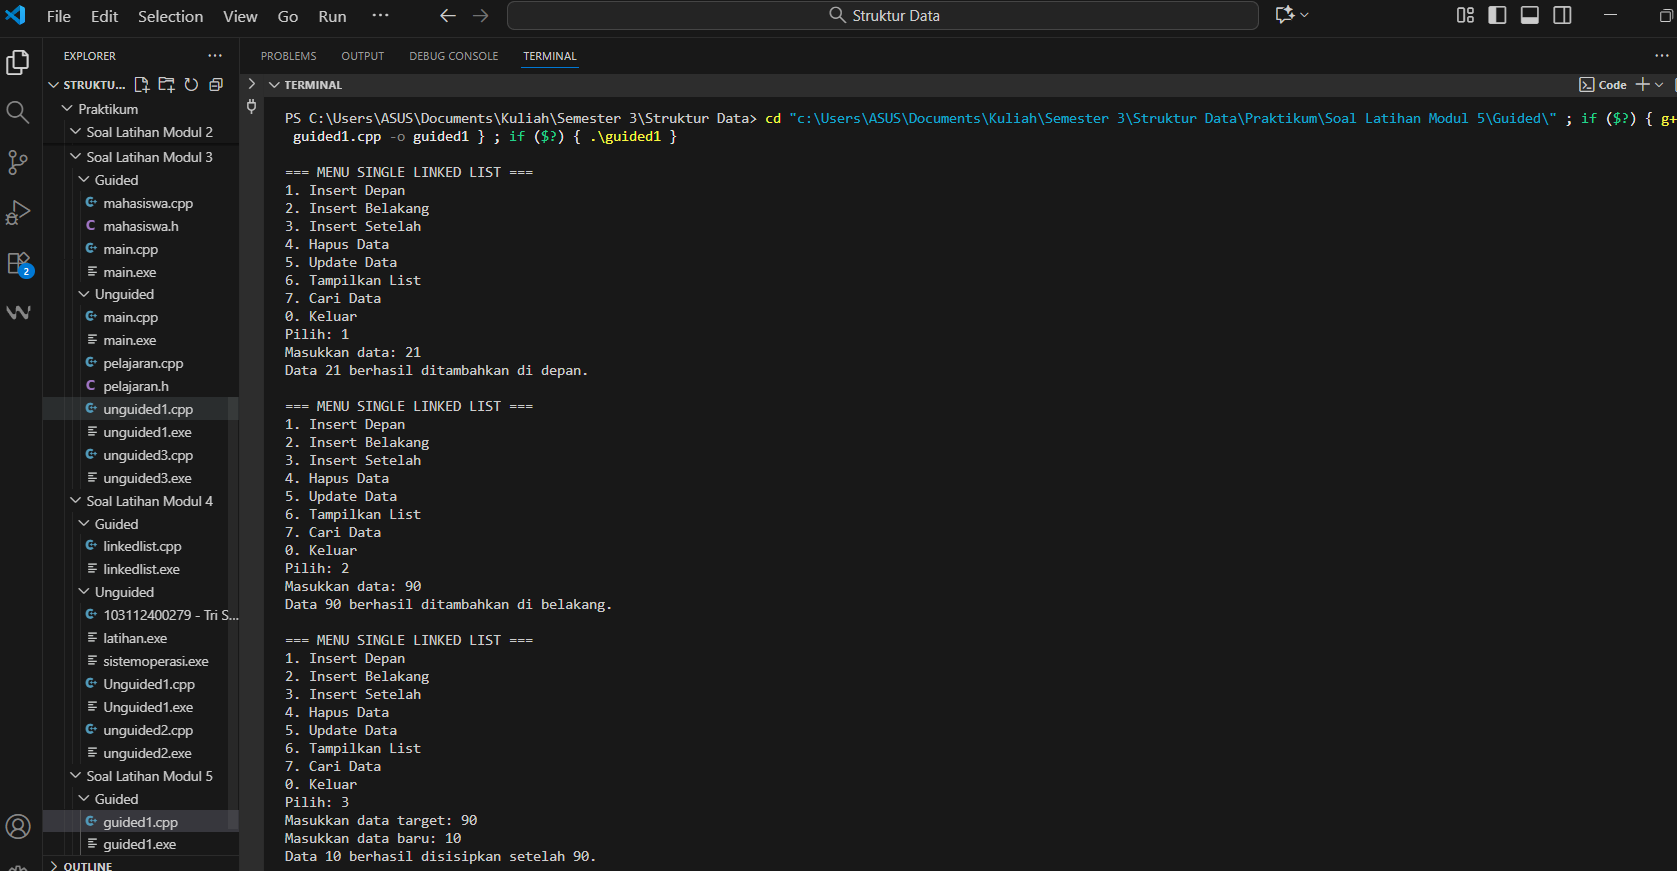 File Edit Selection View Go Run ··· ← → Struktur Data
EXPLORER ···
STRUKTU...
Praktikum
Soal Latihan Modul 2
Soal Latihan Modul 3
Guided
mahasiswa.cpp
mahasiswa.h
main.cpp
main.exe
Unguided
main.cpp
main.exe
pelajaran.cpp
pelajaran.h
unguided1.cpp
unguided1.exe
unguided3.cpp
unguided3.exe
Soal Latihan Modul 4
Guided
linkedlist.cpp
linkedlist.exe
Unguided
103112400279 - Tri S...
latihan.exe
sistemoperasi.exe
Unguided1.cpp
Unguided1.exe
unguided2.cpp
unguided2.exe
Soal Latihan Modul 5
Guided
guided1.cpp
guided1.exe
OUTLINE
2
PROBLEMS OUTPUT DEBUG CONSOLE TERMINAL ···
TERMINAL Code
PS C:\Users\ASUS\Documents\Kuliah\Semester 3\Struktur Data> cd "c:\Users\ASUS\Documents\Kuliah\Semester 3\Struktur Data\Praktikum\Soal Latihan Modul 5\Guided\" ; if ($?) { g+
guided1.cpp -o guided1 } ; if ($?) { .\guided1 }
=== MENU SINGLE LINKED LIST ===
1. Insert Depan
2. Insert Belakang
3. Insert Setelah
4. Hapus Data
5. Update Data
6. Tampilkan List
7. Cari Data
0. Keluar
Pilih: 1
Masukkan data: 21
Data 21 berhasil ditambahkan di depan.
=== MENU SINGLE LINKED LIST ===
1. Insert Depan
2. Insert Belakang
3. Insert Setelah
4. Hapus Data
5. Update Data
6. Tampilkan List
7. Cari Data
0. Keluar
Pilih: 2
Masukkan data: 90
Data 90 berhasil ditambahkan di belakang.
=== MENU SINGLE LINKED LIST ===
1. Insert Depan
2. Insert Belakang
3. Insert Setelah
4. Hapus Data
5. Update Data
6. Tampilkan List
7. Cari Data
0. Keluar
Pilih: 3
Masukkan data target: 90
Masukkan data baru: 10
Data 10 berhasil disisipkan setelah 90.